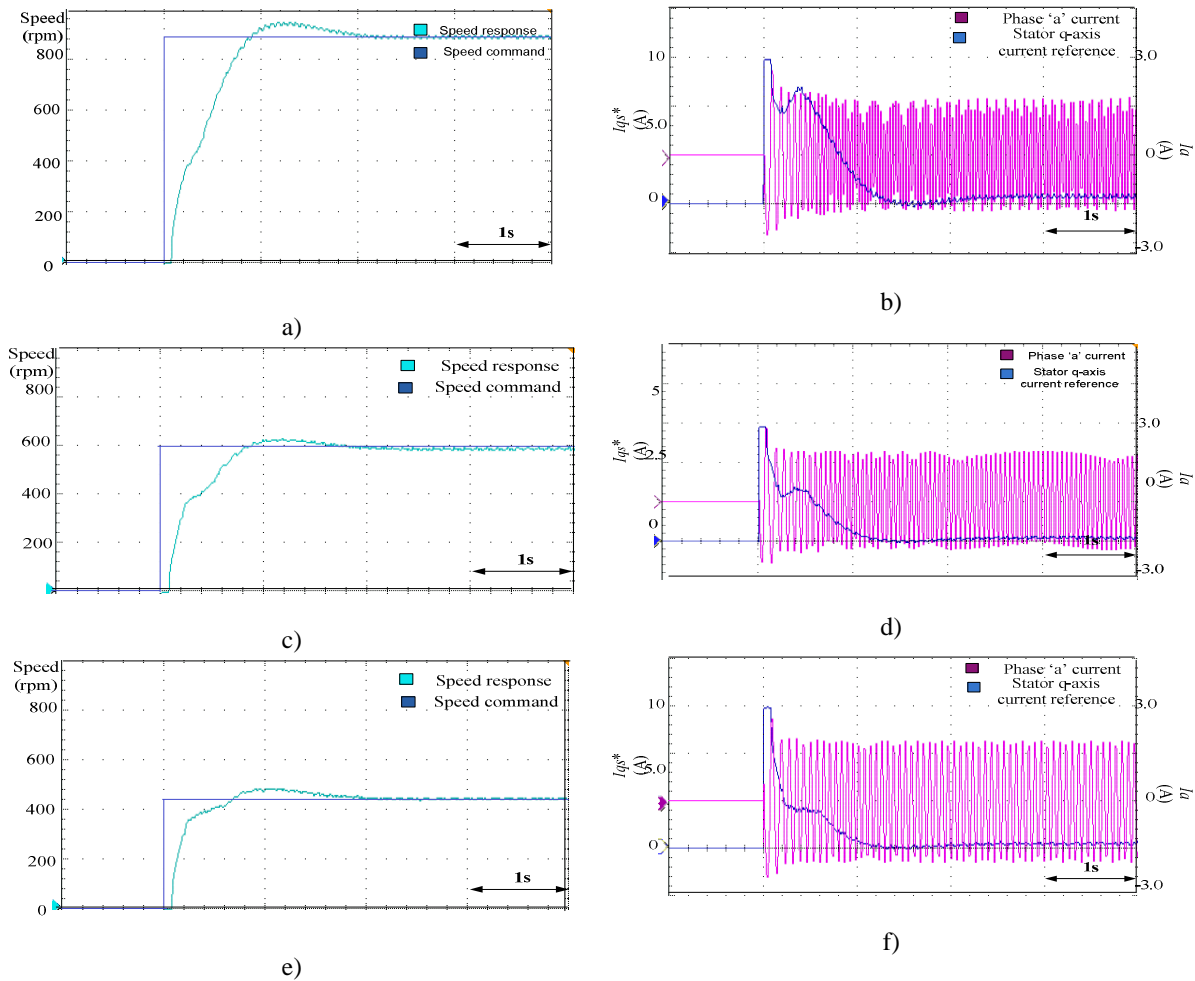 Speed
(rpm)
800
600
400
200
0
Speed response
Speed command
1s
a)
10
5.0
0
Iqs*
(A)
Phase ‘a’ current
Stator q-axis
current reference
3.0
0
-3.0
Ia
(A)
1s
b)
Speed
(rpm)
800
600
400
200
0
Speed response
Speed command
1s
c)
5
2.5
0
Iqs*
(A)
Phase ‘a’ current
Stator q-axis
current reference
3.0
0
-3.0
Ia
(A)
1s
d)
Speed
(rpm)
800
600
400
200
0
Speed response
Speed command
1s
e)
10
5.0
0
Iqs*
(A)
Phase ‘a’ current
Stator q-axis
current reference
3.0
0
-3.0
Ia
(A)
1s
f)